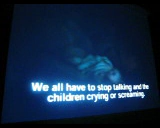 We all have to stop talking and the
children crying or screaming.